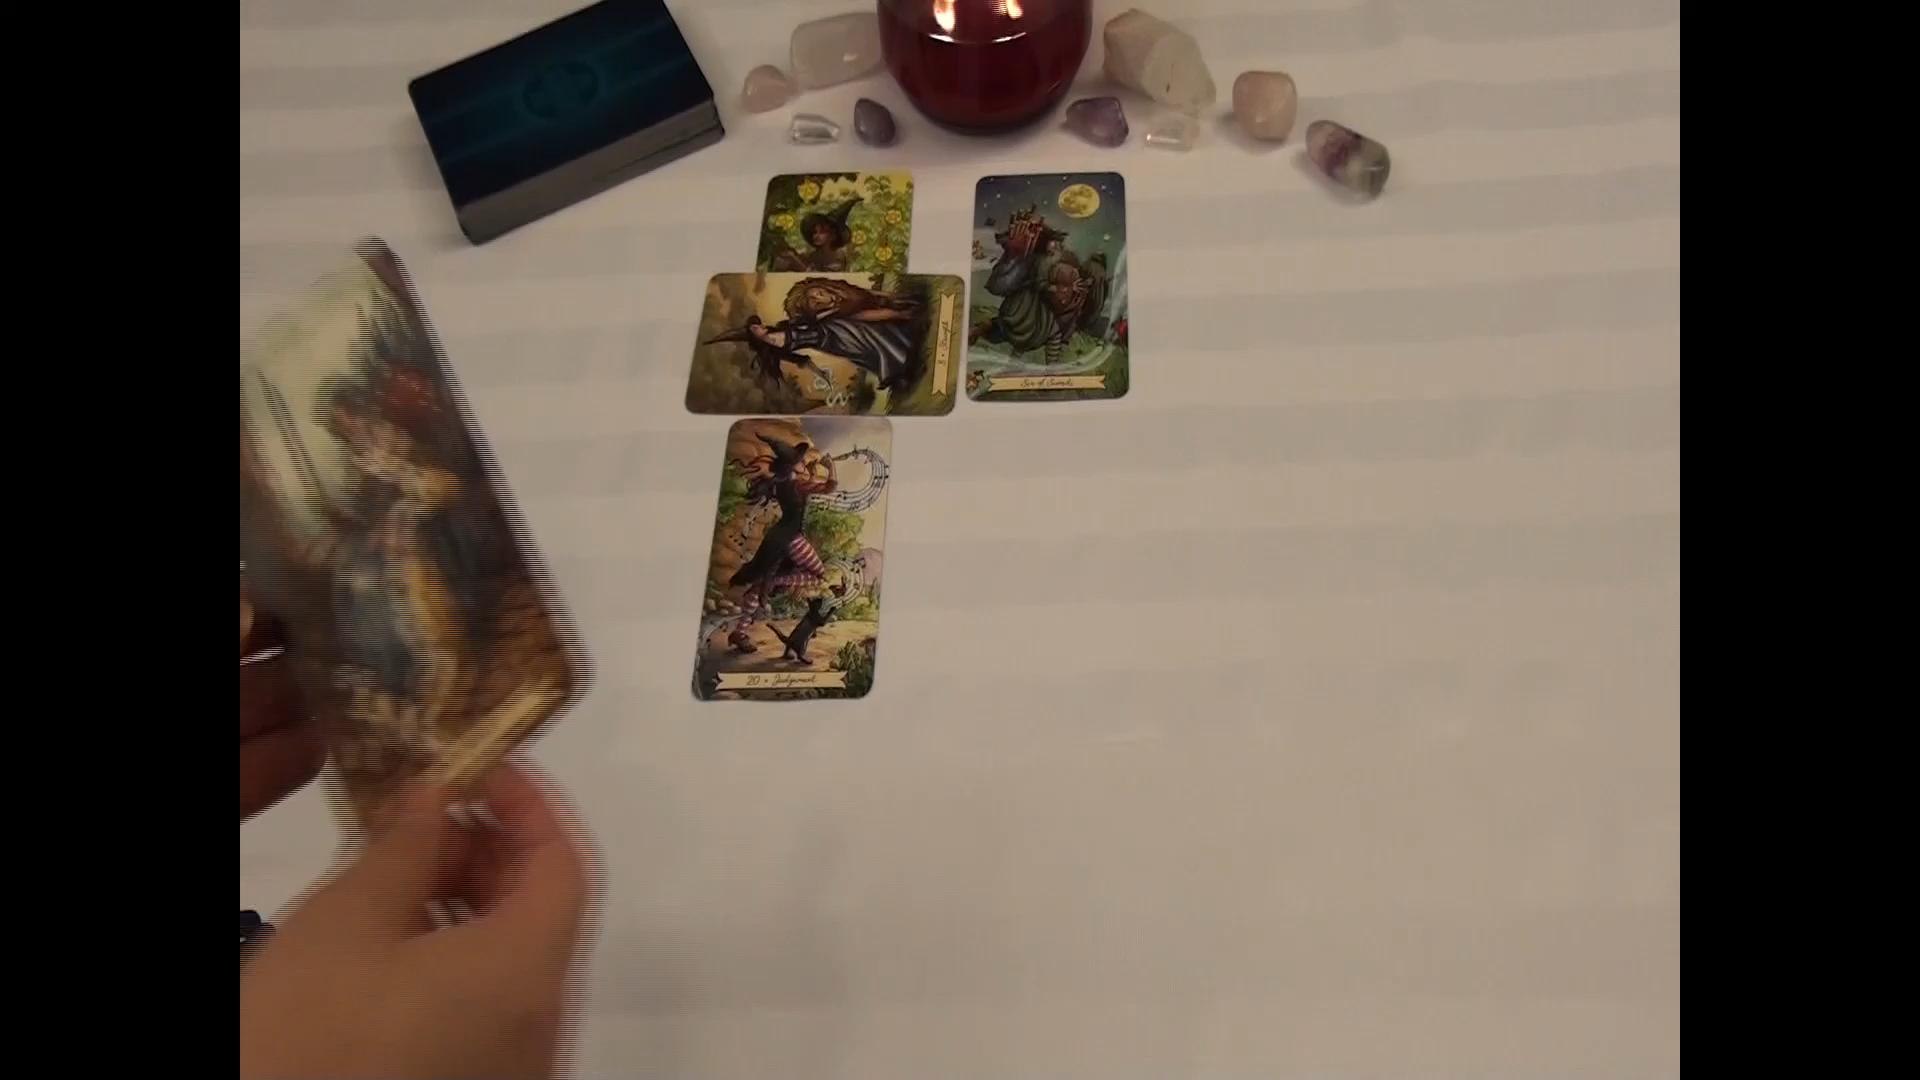 8 • Strength
Six of Swords
20 • Judgement